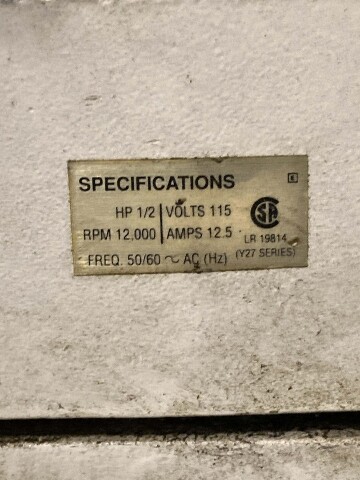 SPECIFICATIONS
HP 1/2 | VOLTS 115
RPM 12,000 | AMPS 12.5
LR 19814
FREQ. 50/60 ~ AC (Hz) (Y27 SERIES)